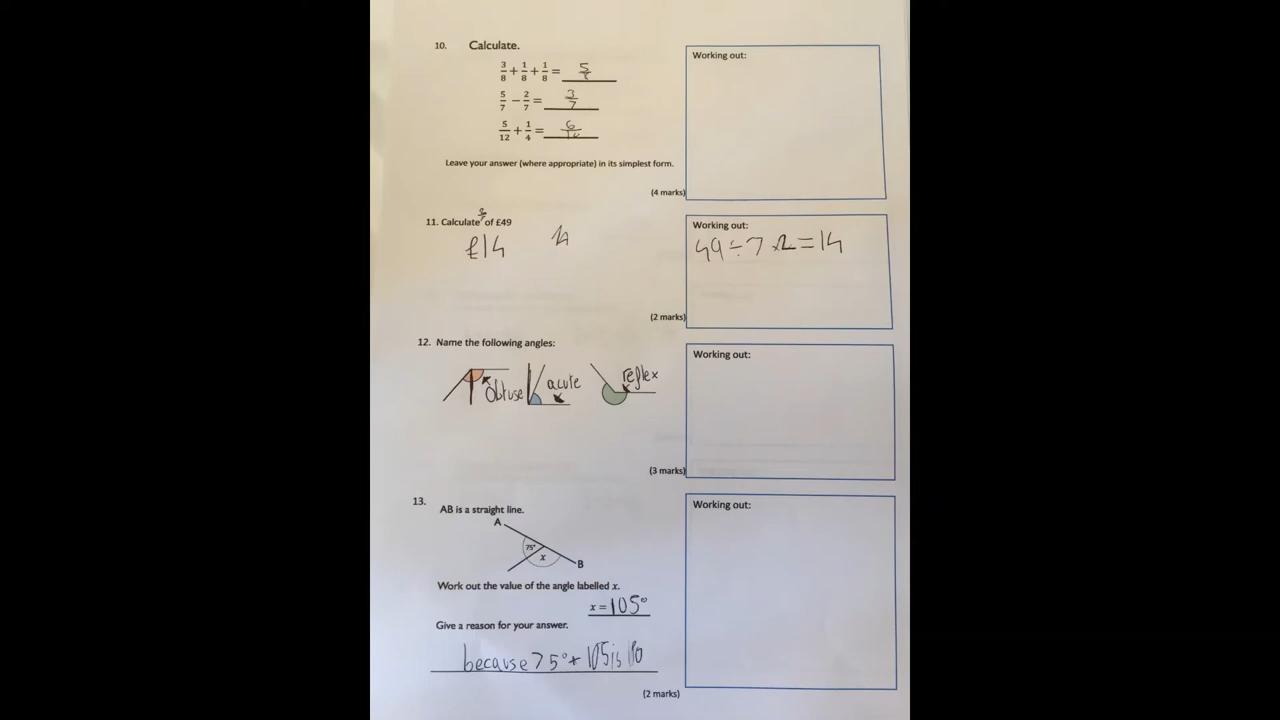 10. Calculate.
3/8 + 1/8 + 1/8 = 5/8
5/7 − 2/7 = 3/7
5/12 + 1/4 = 6/
Leave your answer (where appropriate) in its simplest form.
(4 marks)
Working out:
11. Calculate of £49
£14
(2 marks)
Working out:
49÷7 x2=14
12. Name the following angles:
obtuse acute reflex
(3 marks)
Working out:
13.
AB is a straight line.
A
75°
x
B
Work out the value of the angle labelled x.
x = 105°
Give a reason for your answer.
because 75° + 105 is
(2 marks)
Working out: